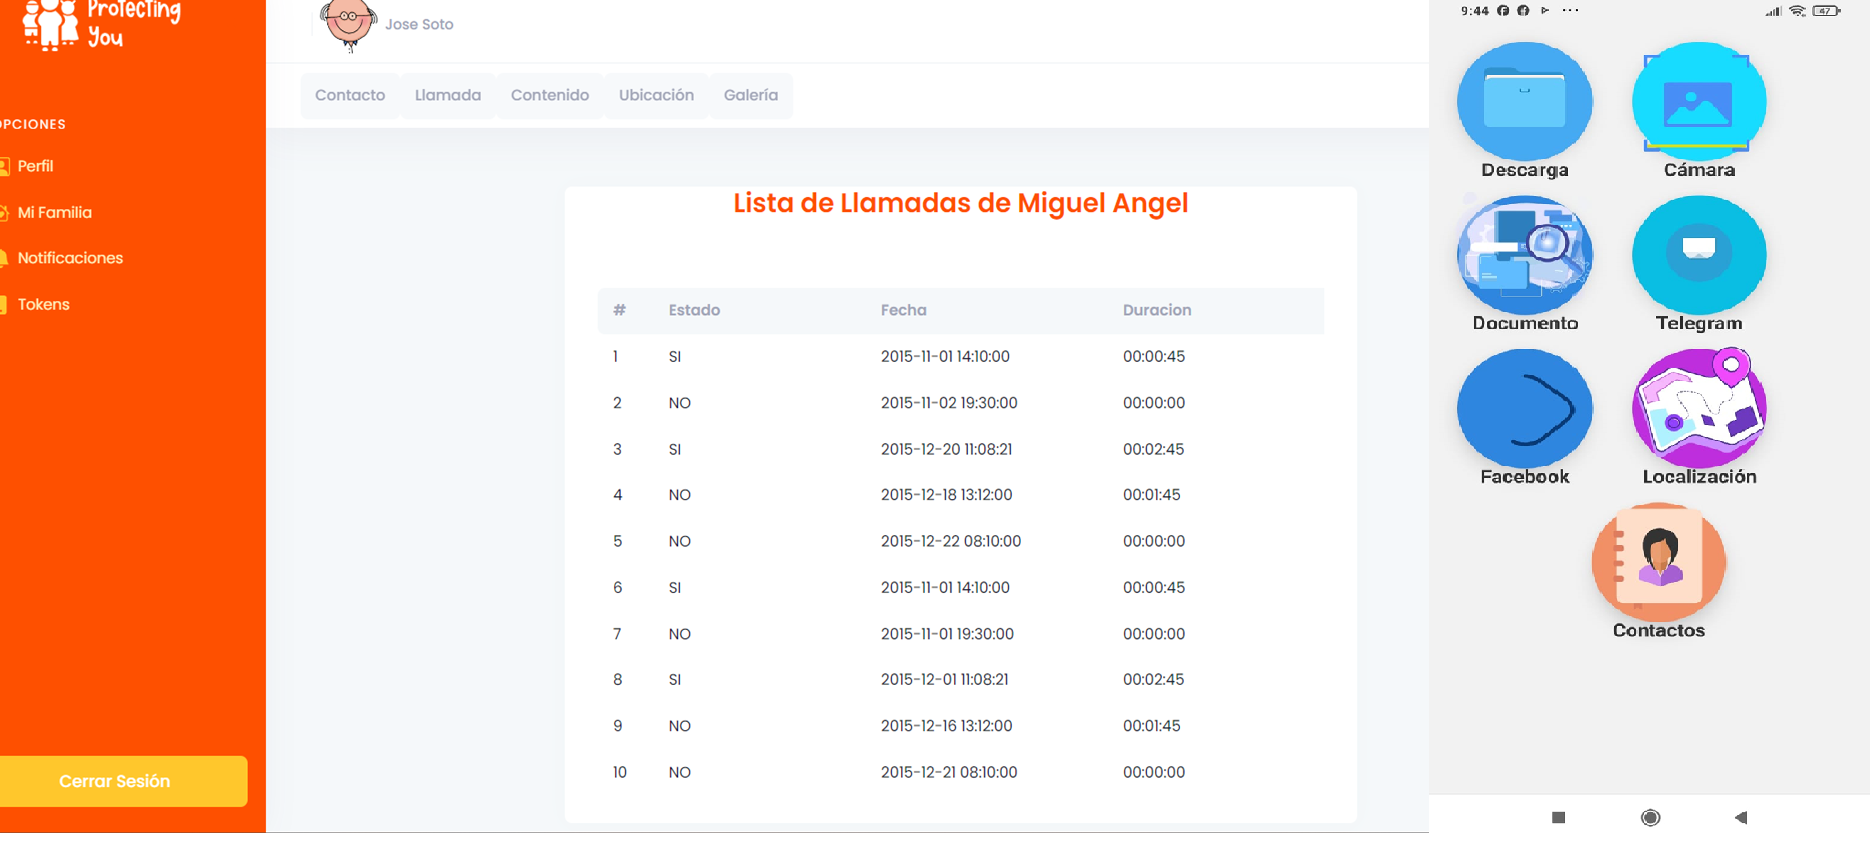 Protecting
You
Jose Soto
Contacto Llamada Contenido Ubicación Galería
OPCIONES
Perfil
Mi Familia
Notificaciones
Tokens
Cerrar Sesión
Lista de Llamadas de Miguel Angel
# Estado Fecha Duracion
1 SI 2015-11-01 14:10:00 00:00:45
2 NO 2015-11-02 19:30:00 00:00:00
3 SI 2015-12-20 11:08:21 00:02:45
4 NO 2015-12-18 13:12:00 00:01:45
5 NO 2015-12-22 08:10:00 00:00:00
6 SI 2015-11-01 14:10:00 00:00:45
7 NO 2015-11-01 19:30:00 00:00:00
8 SI 2015-12-01 11:08:21 00:02:45
9 NO 2015-12-16 13:12:00 00:01:45
10 NO 2015-12-21 08:10:00 00:00:00
9:44 47
Descarga Cámara
Documento Telegram
Facebook Localización
Contactos